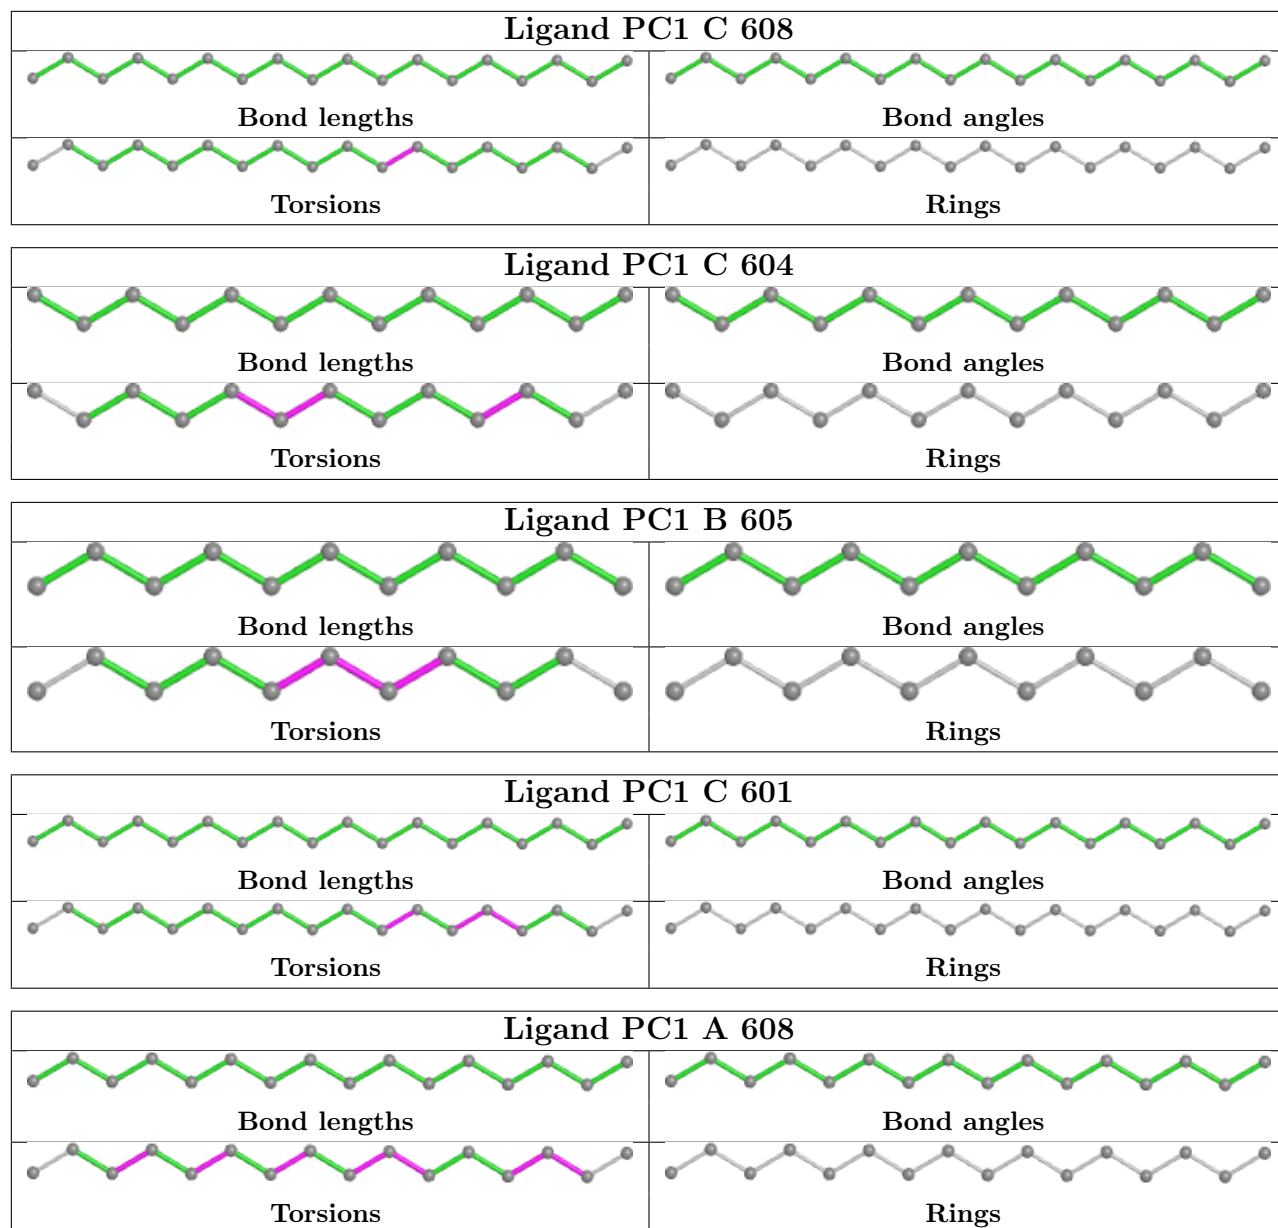 Ligand PC1 C 608
Bond lengths
Bond angles
Torsions
Rings
Ligand PC1 C 604
Bond lengths
Bond angles
Torsions
Rings
Ligand PC1 B 605
Bond lengths
Bond angles
Torsions
Rings
Ligand PC1 C 601
Bond lengths
Bond angles
Torsions
Rings
Ligand PC1 A 608
Bond lengths
Bond angles
Torsions
Rings